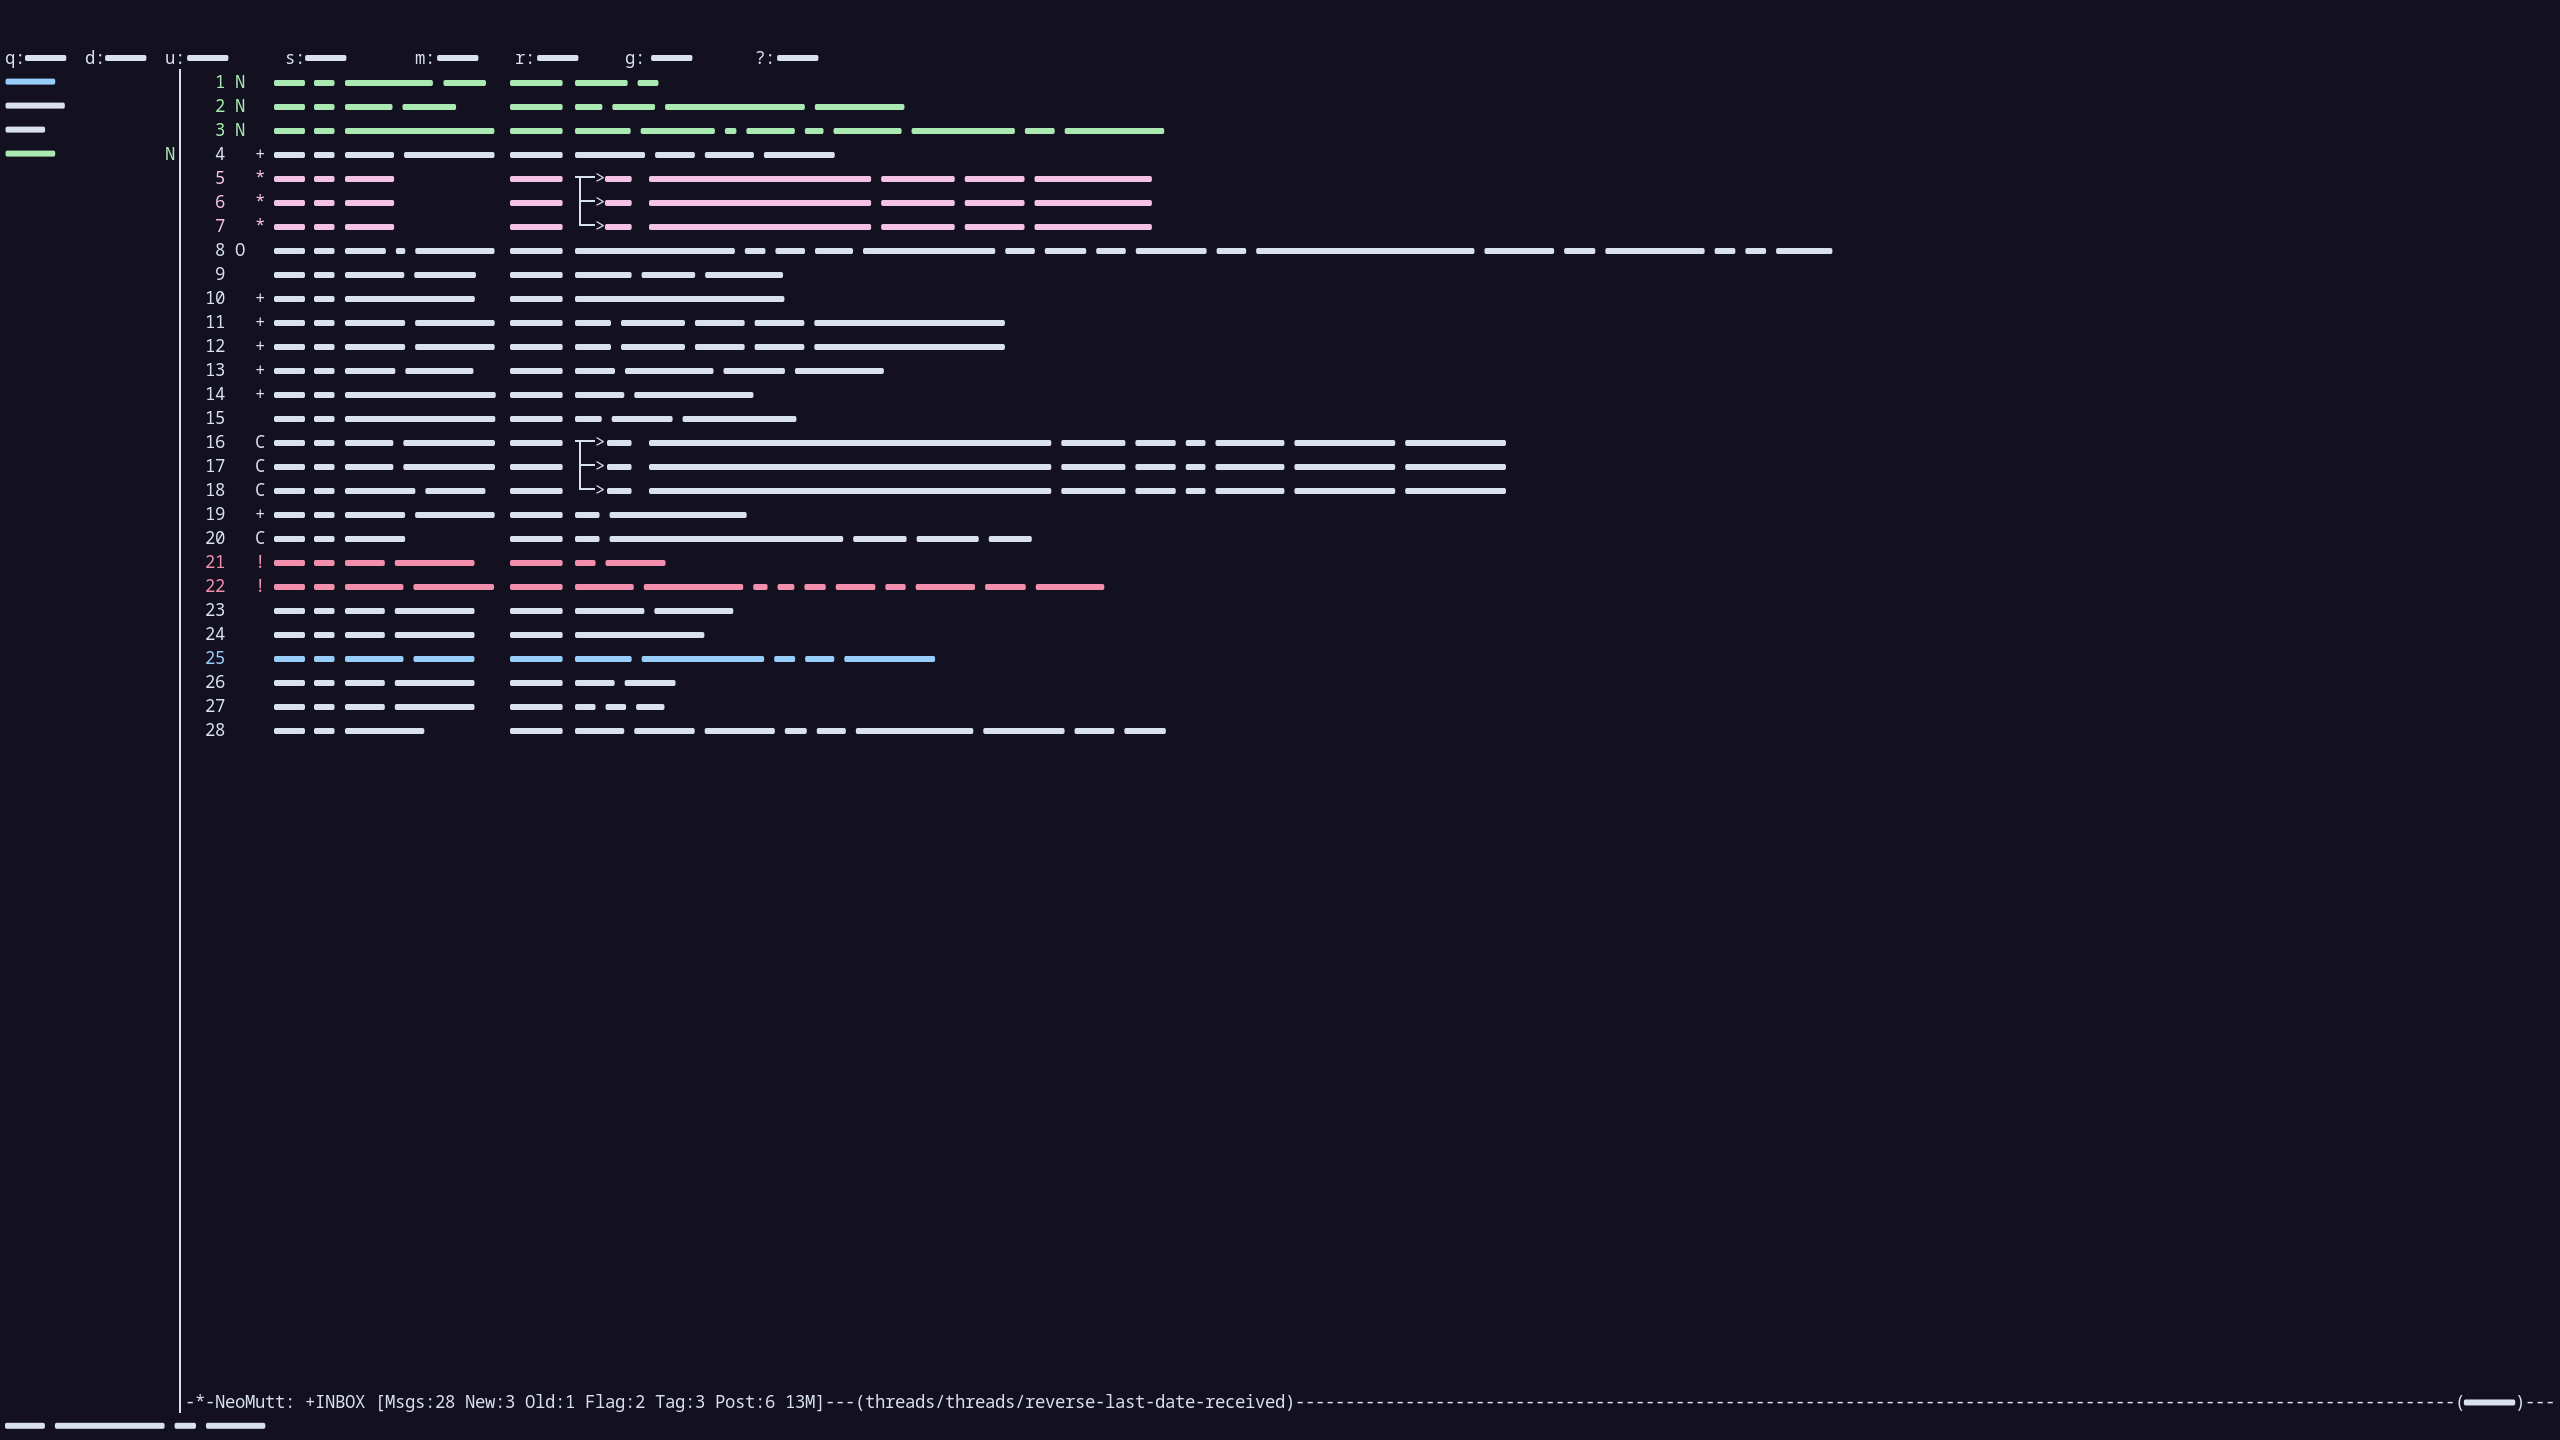 q: d: u: s: m: r: g: ?:
1 N
2 N
3 N
N 4 +
5 * >
6 * >
7 * >
8 O
9
10 +
11 +
12 +
13 +
14 +
15
16 C >
17 C >
18 C >
19 +
20 C
21 !
22 !
23
24
25
26
27
28
-*-NeoMutt: +INBOX [Msgs:28 New:3 Old:1 Flag:2 Tag:3 Post:6 13M]---(threads/threads/reverse-last-date-received)--------------------------------------------------------------------------------------------------------------------( )---